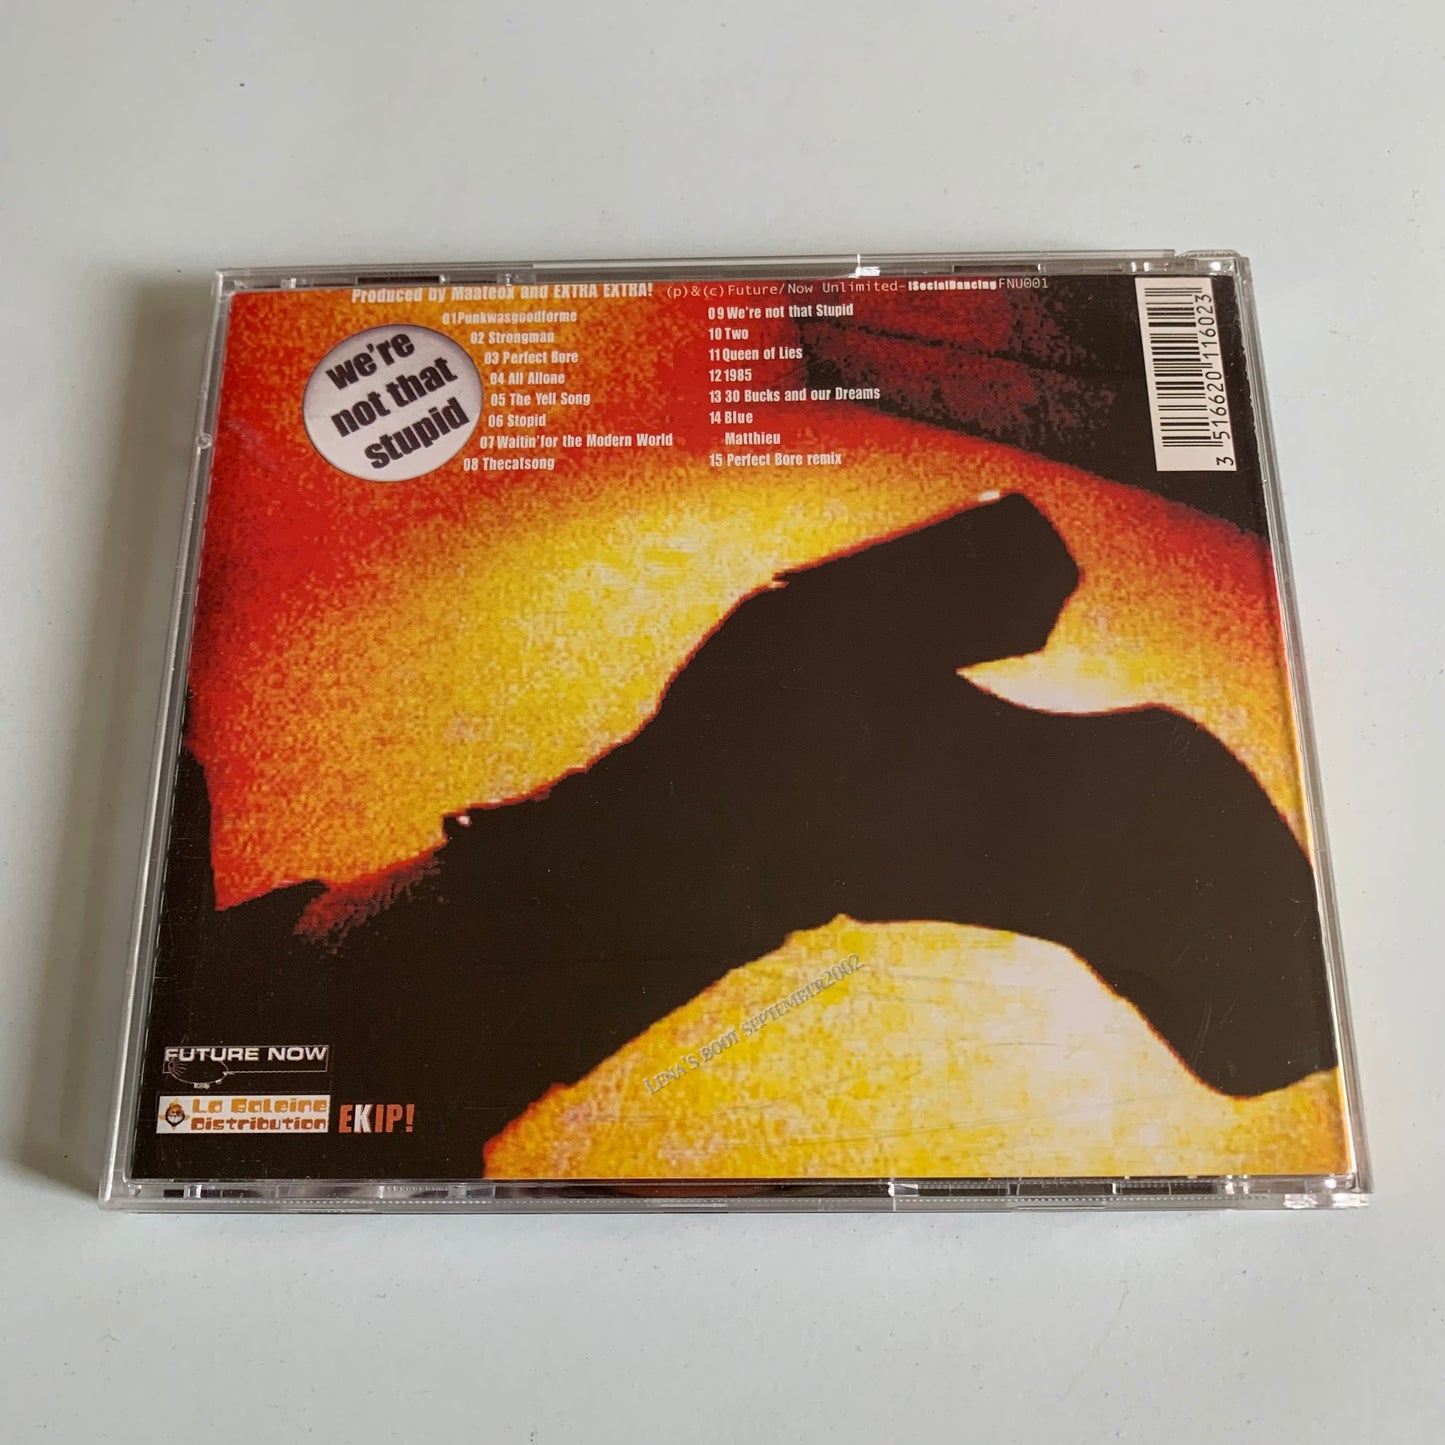 Produced by Maateox and EXTRA EXTRA! (p)&(c)Future/Now Unlimited-iSocialDancing FNU001
01Punkwasgoodforme
02 Strongman
03 Perfect Bore
04 All Allone
05 The Yell Song
06 Stopid
07 Waitin'for the Modern World
08 Thecatsong
09 We're not that Stupid
10 Two
11 Queen of Lies
12 1985
13 30 Bucks and our Dreams
14 Blue
Matthieu
15 Perfect Bore remix
we're
not that
stupid
3 516620 116023
Lena's boot september2002
FUTURE NOW
La Baleine
Distribution
EKIP!